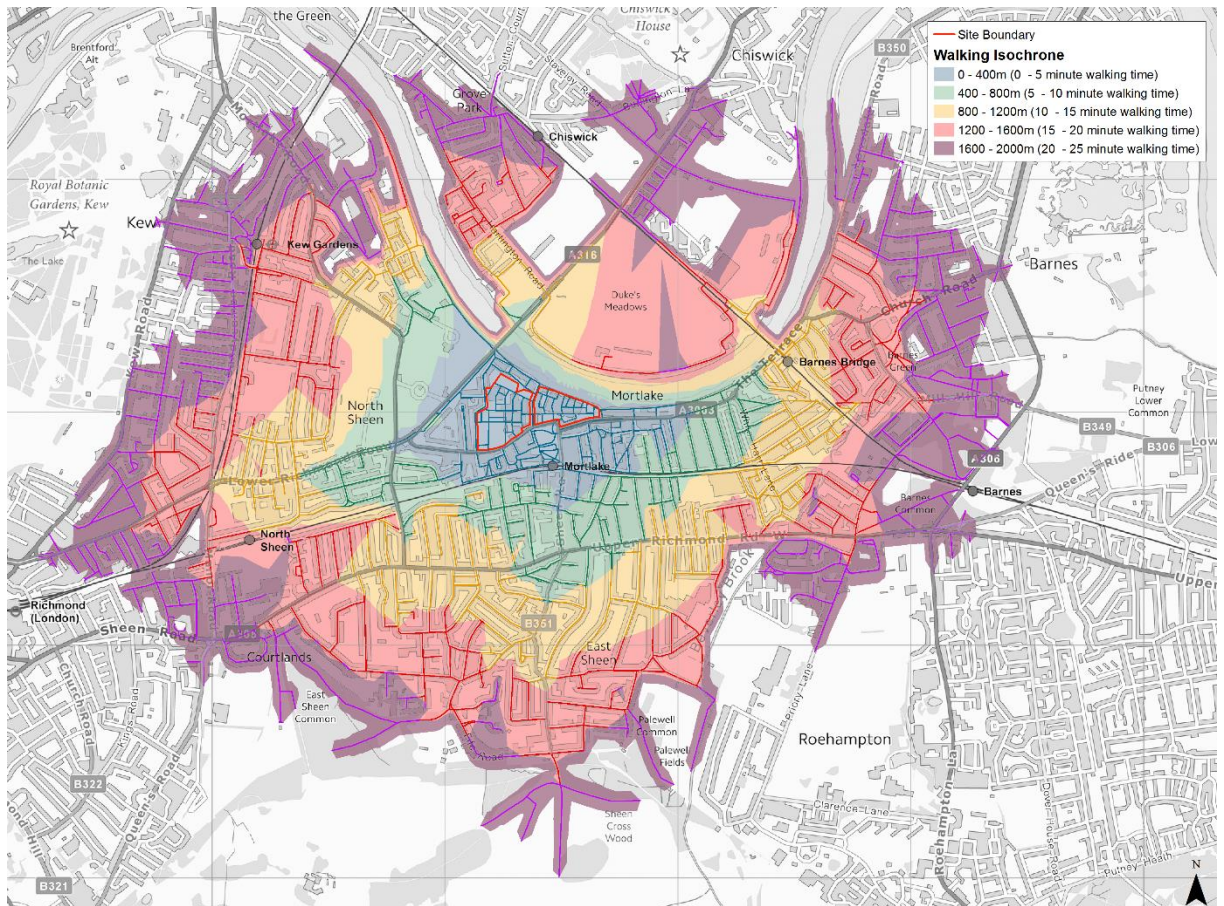 the Green
Chiswick
House
Chiswick
B350
Brentford
Alt
Grove
Park
Chiswick
Site Boundary
Walking Isochrone
0 - 400m (0 - 5 minute walking time)
400 - 800m (5 - 10 minute walking time)
800 - 1200m (10 - 15 minute walking time)
1200 - 1600m (15 - 20 minute walking time)
1600 - 2000m (20 - 25 minute walking time)
Royal Botanic
Gardens, Kew
Kew
The Lake
Kew Gardens
A316
Duke's
Meadows
Barnes
Church Road
Kew Road
The Terrace
Barnes Bridge
Barnes
Green
North
Sheen
Mortlake
A3003
Putney
Lower
Common
B349
B306
Mortlake
A306
Queen's Ride
Barnes
Barnes
Common
North
Sheen
Upper Richmond Rd W
Upper
Richmond
(London)
Sheen Road
Courtlands
B351
East
Sheen
East
Sheen
Common
Church Road
Kings Road
Queen's Road
B322
Palewell
Common
Palewell
Fields
Priory Lane
Roehampton
Clarence Lane
Roehampton La
Dover House Road
Sheen
Cross
Wood
Putney Heath
B321
N